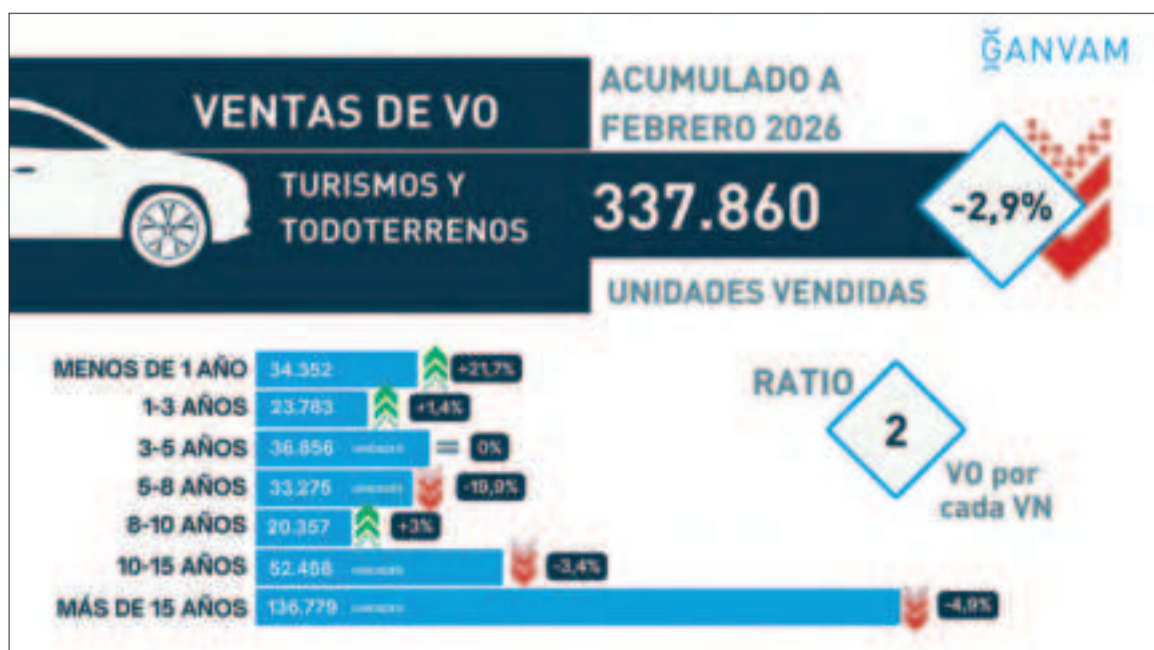 GANVAM
VENTAS DE VO
ACUMULADO A
FEBRERO 2026
TURISMOS Y
TODOTERRENOS
337.860
-2,9%
UNIDADES VENDIDAS
MENOS DE 1 AÑO 34.352 +21,7%
1-3 AÑOS 23.783 +1,4%
3-5 AÑOS 36.856 = 0%
5-8 AÑOS 33.275 -19,9%
8-10 AÑOS 20.357 +3%
10-15 AÑOS 52.458 -3,4%
MÁS DE 15 AÑOS 136.779 -4,9%
RATIO
2
VO por
cada VN